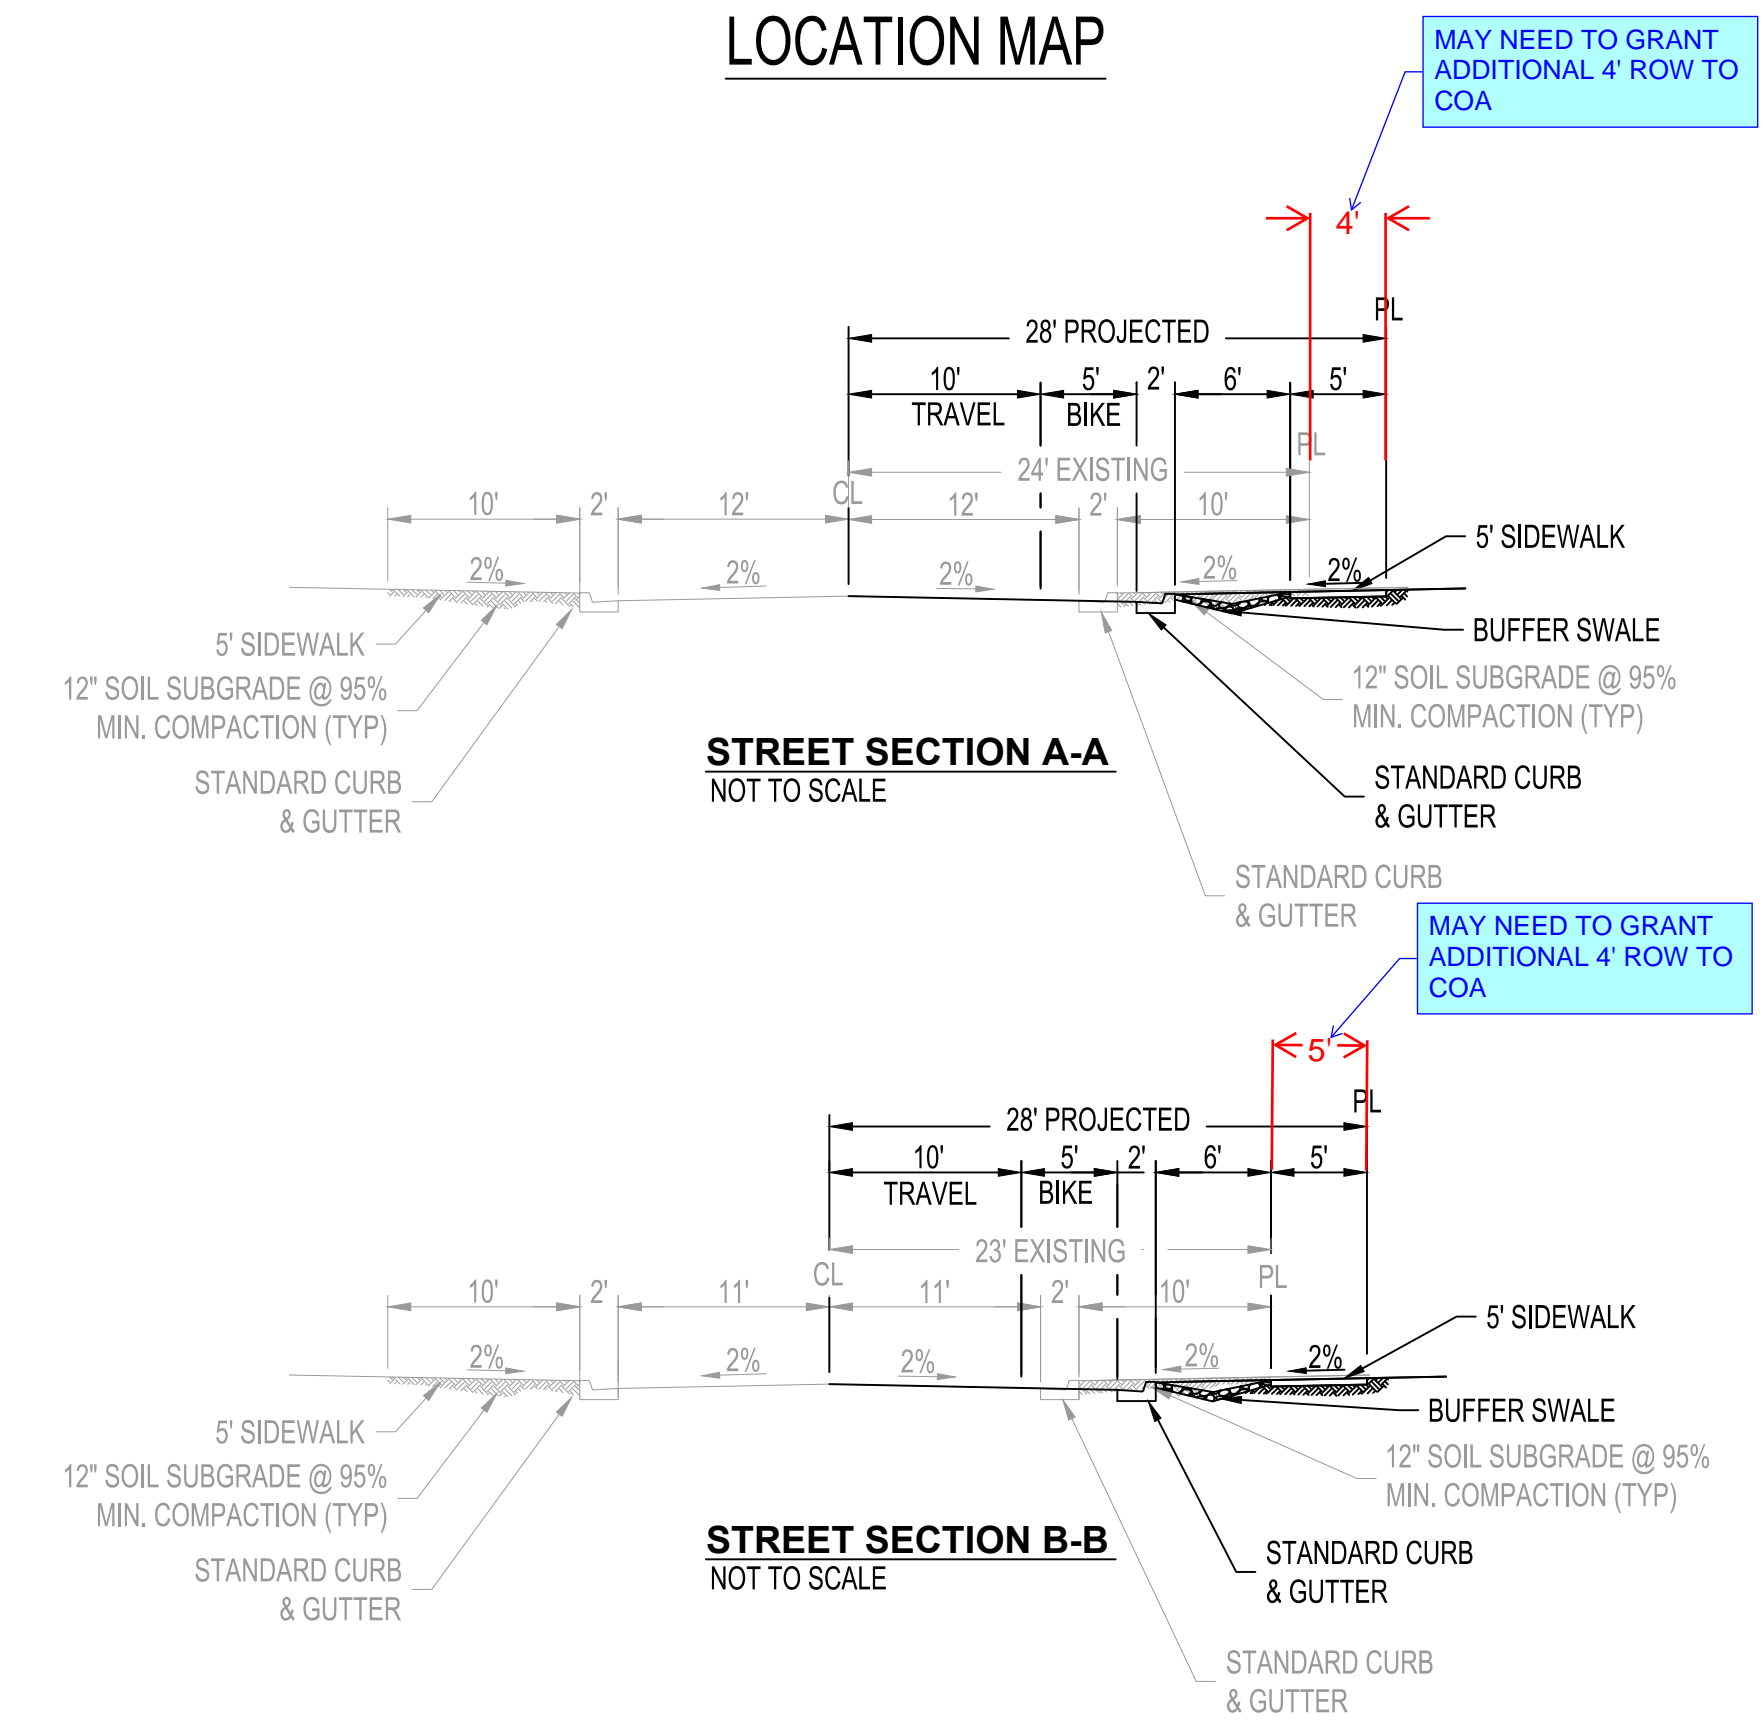 LOCATION MAP
MAY NEED TO GRANT
ADDITIONAL 4' ROW TO
COA
4'
PL
28' PROJECTED
10' 5' 2' 6' 5'
TRAVEL BIKE
PL
24' EXISTING
CL
10' 2' 12' 12' 2' 10'
2% 2% 2% 2% 2%
5' SIDEWALK
5' SIDEWALK
BUFFER SWALE
12" SOIL SUBGRADE @ 95%
MIN. COMPACTION (TYP)
12" SOIL SUBGRADE @ 95%
MIN. COMPACTION (TYP)
STREET SECTION A-A
NOT TO SCALE
STANDARD CURB
& GUTTER
STANDARD CURB
& GUTTER
STANDARD CURB
& GUTTER
MAY NEED TO GRANT
ADDITIONAL 4' ROW TO
COA
5'
PL
28' PROJECTED
10' 5' 2' 6' 5'
TRAVEL BIKE
23' EXISTING
CL PL
10' 2' 11' 11' 2' 10'
2% 2% 2% 2% 2%
5' SIDEWALK
5' SIDEWALK
BUFFER SWALE
12" SOIL SUBGRADE @ 95%
MIN. COMPACTION (TYP)
12" SOIL SUBGRADE @ 95%
MIN. COMPACTION (TYP)
STREET SECTION B-B
NOT TO SCALE
STANDARD CURB
& GUTTER
STANDARD CURB
& GUTTER
STANDARD CURB
& GUTTER